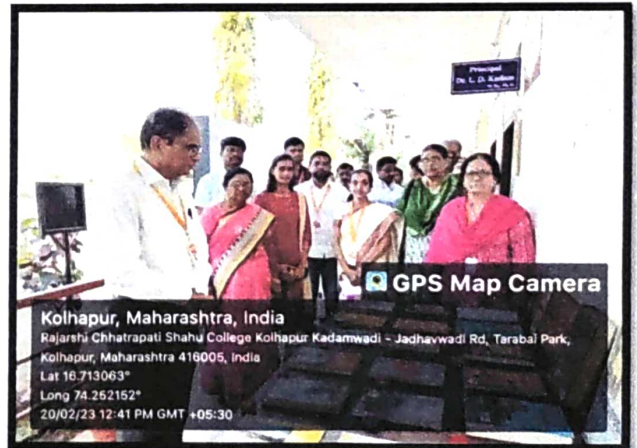 Principal
Dr. L. D. Kadam
GPS Map Camera
Kolhapur, Maharashtra, India
Rajarshi Chhatrapati Shahu College Kolhapur Kadamwadi - Jadhavwadi Rd, Tarabai Park,
Kolhapur, Maharashtra 416005, India
Lat 16.713063°
Long 74.252152°
20/02/23 12:41 PM GMT +05:30